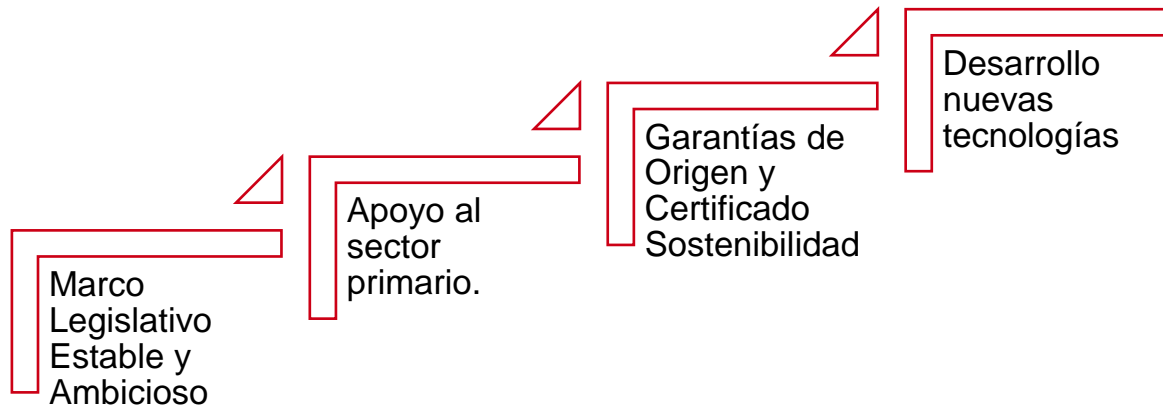 Marco
Legislativo
Estable y
Ambicioso
Apoyo al
sector
primario.
Garantías de
Origen y
Certificado
Sostenibilidad
Desarrollo
nuevas
tecnologías